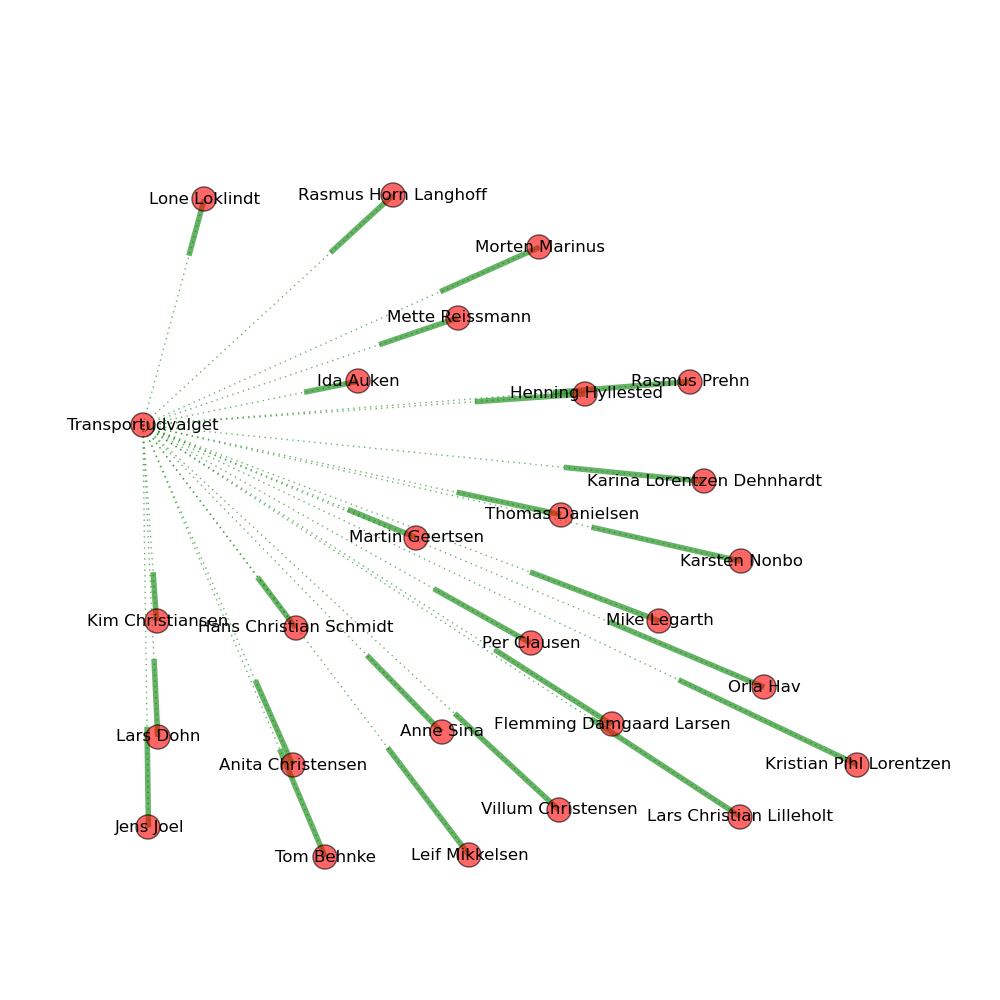 Rasmus Horn Langhoff
Lone Loklindt
Morten Marinus
Mette Reissmann
Ida Auken
Rasmus Prehn
Henning Hyllested
Transportudvalget
Karina Lorentzen Dehnhardt
Thomas Danielsen
Martin Geertsen
Karsten Nonbo
Kim Christiansen
Mike Legarth
Hans Christian Schmidt
Per Clausen
Orla Hav
Flemming Damgaard Larsen
Anne Sina
Lars Dohn
Anita Christensen
Kristian Pihl Lorentzen
Villum Christensen
Lars Christian Lilleholt
Jens Joel
Leif Mikkelsen
Tom Behnke